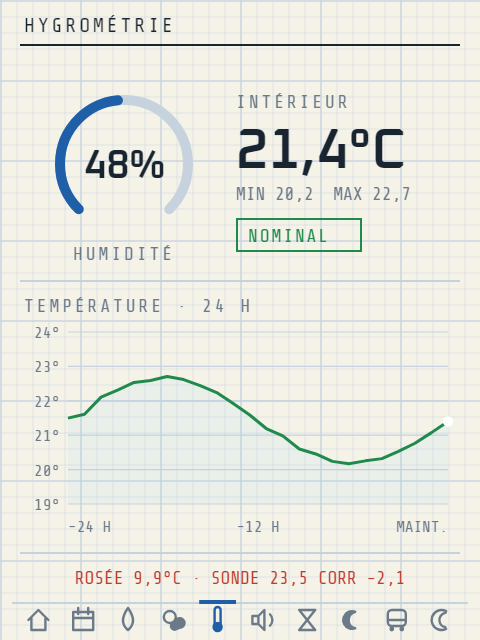 HYGROMÉTRIE
48%
HUMIDITÉ
INTÉRIEUR
21,4°C
MIN 20,2 MAX 22,7
NOMINAL
TEMPÉRATURE · 24 H
24°
23°
22°
21°
20°
19°
-24 H -12 H MAINT.
ROSÉE 9,9°C · SONDE 23,5 CORR -2,1